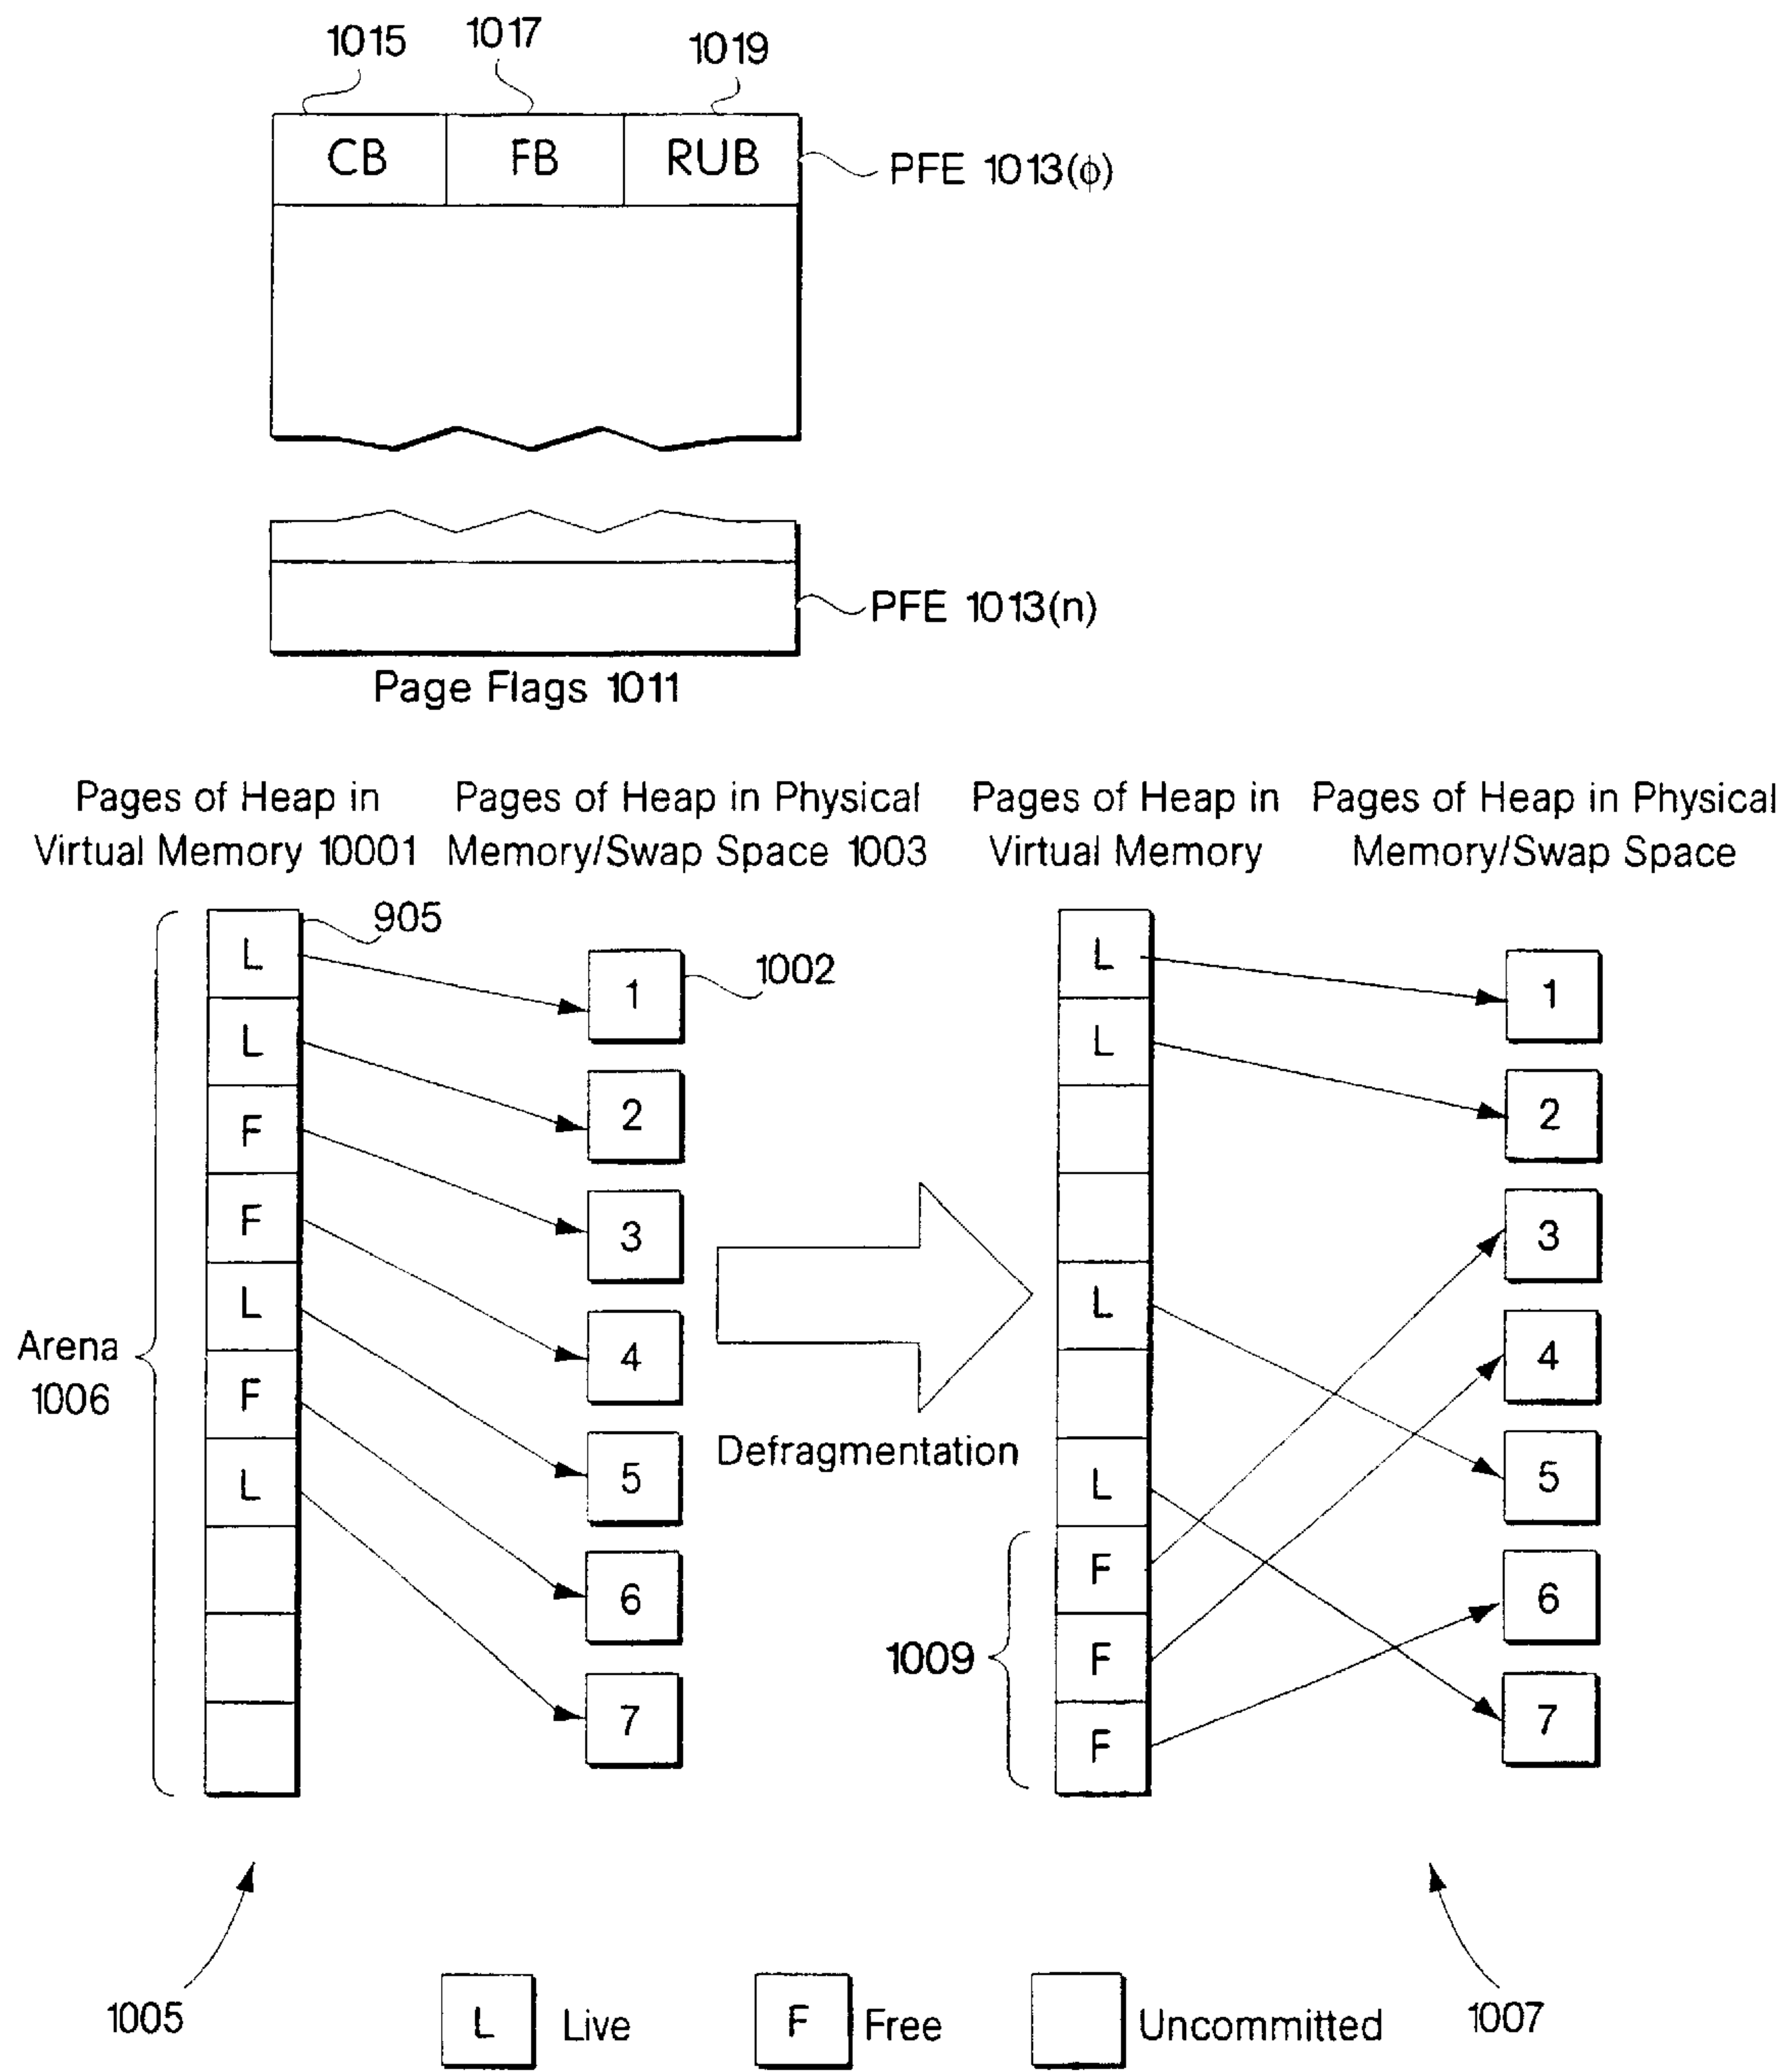 1015
1017
1019
CB
FB
RUB
PFE 1013(ϕ)
PFE 1013(n)
Page Flags 1011
Pages of Heap in
Virtual Memory 10001
Pages of Heap in Physical
Memory/Swap Space 1003
Pages of Heap in
Virtual Memory
Pages of Heap in Physical
Memory/Swap Space
Arena
1006
905
L
L
F
F
L
F
L
1002
1
2
3
4
5
6
7
Defragmentation
L
L
L
L
F
F
F
1009
1
2
3
4
5
6
7
1005
L Live
F Free
Uncommitted
1007